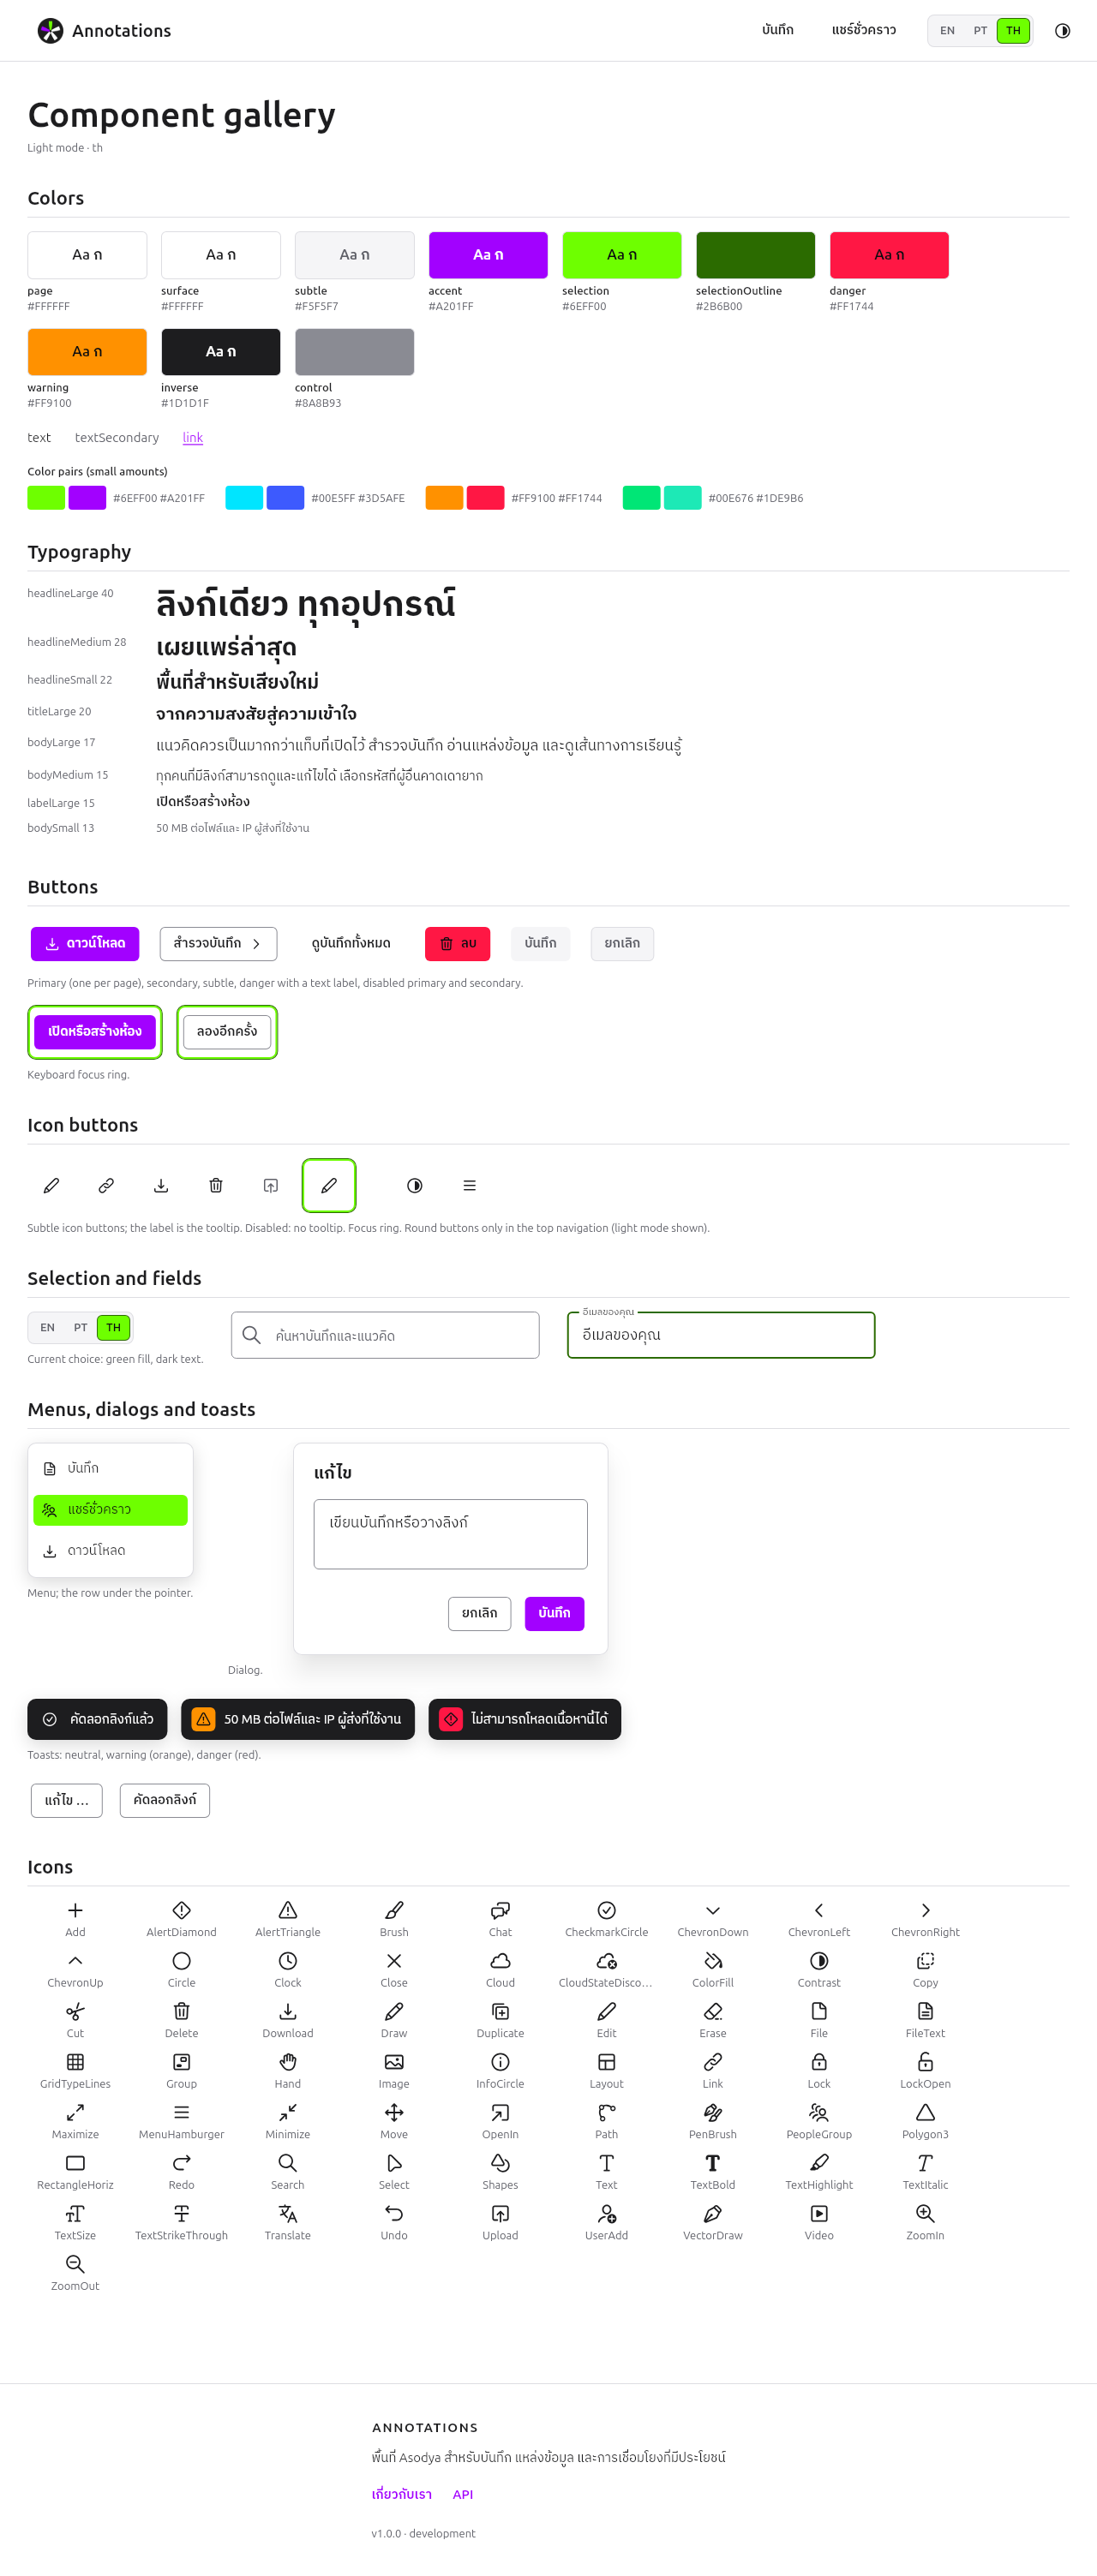 Annotations
บันทึก
แชร์ชั่วคราว
EN PT TH
Component gallery
Light mode · th
Colors
Aa ก Aa ก Aa ก Aa ก Aa ก Aa ก
page surface subtle accent selection selectionOutline danger
#FFFFFF #FFFFFF #F5F5F7 #A201FF #6EFF00 #2B6B00 #FF1744
Aa ก Aa ก
warning inverse control
#FF9100 #1D1D1F #8A8B93
text textSecondary link
Color pairs (small amounts)
#6EFF00 #A201FF #00E5FF #3D5AFE #FF9100 #FF1744 #00E676 #1DE9B6
Typography
headlineLarge 40 ลิงก์เดียว ทุกอุปกรณ์
headlineMedium 28 เผยแพร่ล่าสุด
headlineSmall 22 พื้นที่สำหรับเสียงใหม่
titleLarge 20 จากความสงสัยสู่ความเข้าใจ
bodyLarge 17 แนวคิดควรเป็นมากกว่าแท็บที่เปิดไว้ สำรวจบันทึก อ่านแหล่งข้อมูล และดูเส้นทางการเรียนรู้
bodyMedium 15 ทุกคนที่มีลิงก์สามารถดูและแก้ไขได้ เลือกรหัสที่ผู้อื่นคาดเดายาก
labelLarge 15 เปิดหรือสร้างห้อง
bodySmall 13 50 MB ต่อไฟล์และ IP ผู้ส่งที่ใช้งาน
Buttons
ดาวน์โหลด สำรวจบันทึก ดูบันทึกทั้งหมด ลบ บันทึก ยกเลิก
Primary (one per page), secondary, subtle, danger with a text label, disabled primary and secondary.
เปิดหรือสร้างห้อง ลองอีกครั้ง
Keyboard focus ring.
Icon buttons
Subtle icon buttons; the label is the tooltip. Disabled: no tooltip. Focus ring. Round buttons only in the top navigation (light mode shown).
Selection and fields
EN PT TH
Current choice: green fill, dark text.
ค้นหาบันทึกและแนวคิด
อีเมลของคุณ
อีเมลของคุณ
Menus, dialogs and toasts
บันทึก
แชร์ชั่วคราว
ดาวน์โหลด
Menu; the row under the pointer.
แก้ไข
เขียนบันทึกหรือวางลิงก์
ยกเลิก บันทึก
Dialog.
คัดลอกลิงก์แล้ว 50 MB ต่อไฟล์และ IP ผู้ส่งที่ใช้งาน ไม่สามารถโหลดเนื้อหานี้ได้
Toasts: neutral, warning (orange), danger (red).
แก้ไข … คัดลอกลิงก์
Icons
Add AlertDiamond AlertTriangle Brush Chat CheckmarkCircle ChevronDown ChevronLeft ChevronRight
ChevronUp Circle Clock Close Cloud CloudStateDisco… ColorFill Contrast Copy
Cut Delete Download Draw Duplicate Edit Erase File FileText
GridTypeLines Group Hand Image InfoCircle Layout Link Lock LockOpen
Maximize MenuHamburger Minimize Move OpenIn Path PenBrush PeopleGroup Polygon3
RectangleHoriz Redo Search Select Shapes Text TextBold TextHighlight TextItalic
TextSize TextStrikeThrough Translate Undo Upload UserAdd VectorDraw Video ZoomIn
ZoomOut
ANNOTATIONS
พื้นที่ Asodya สำหรับบันทึก แหล่งข้อมูล และการเชื่อมโยงที่มีประโยชน์
เกี่ยวกับเรา API
v1.0.0 · development